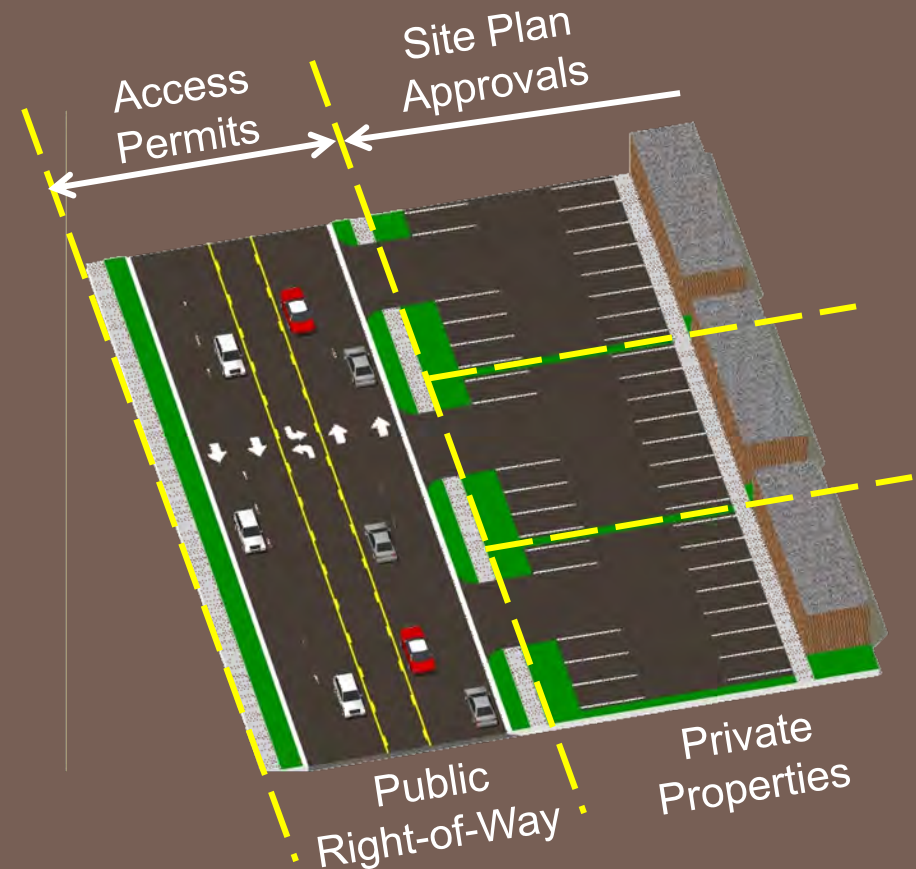 Access
Permits
Site Plan
Approvals
Public
Right-of-Way
Private
Properties